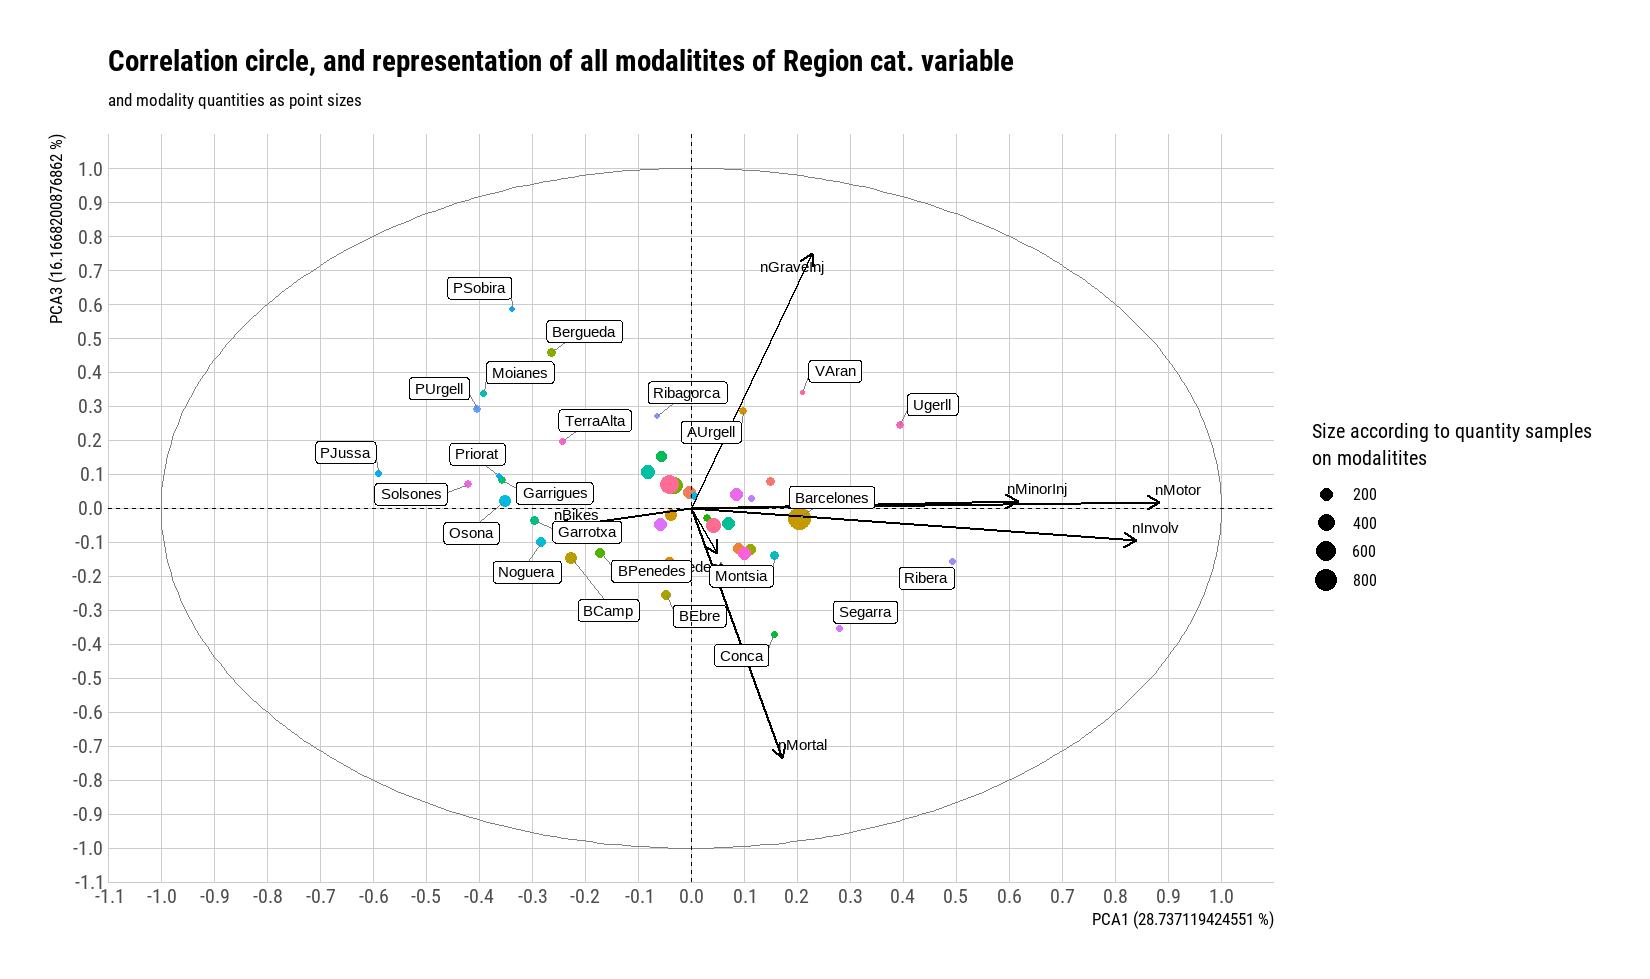 Correlation circle, and representation of all modalitites of Region cat. variable
and modality quantities as point sizes
PCA3 (16.1668200876862 %)
1.0
0.9
0.8
0.7
0.6
0.5
0.4
0.3
0.2
0.1
0.0
-0.1
-0.2
-0.3
-0.4
-0.5
-0.6
-0.7
-0.8
-0.9
-1.0
-1.1
nGraveInj
PSobira
Bergueda
Moianes
VAran
PUrgell
Ribagorca
Ugerll
TerraAlta
AUrgell
PJussa
Priorat
Solsones
Garrigues
Barcelones
nMinorInj
nMotor
nBikes
nInvolv
Osona
Garrotxa
Noguera
BPenedes
Montsia
Ribera
BCamp
BEbre
Segarra
Conca
nMortal
-1.1 -1.0 -0.9 -0.8 -0.7 -0.6 -0.5 -0.4 -0.3 -0.2 -0.1 0.0 0.1 0.2 0.3 0.4 0.5 0.6 0.7 0.8 0.9 1.0
PCA1 (28.737119424551 %)
Size according to quantity samples
on modalitites
200
400
600
800